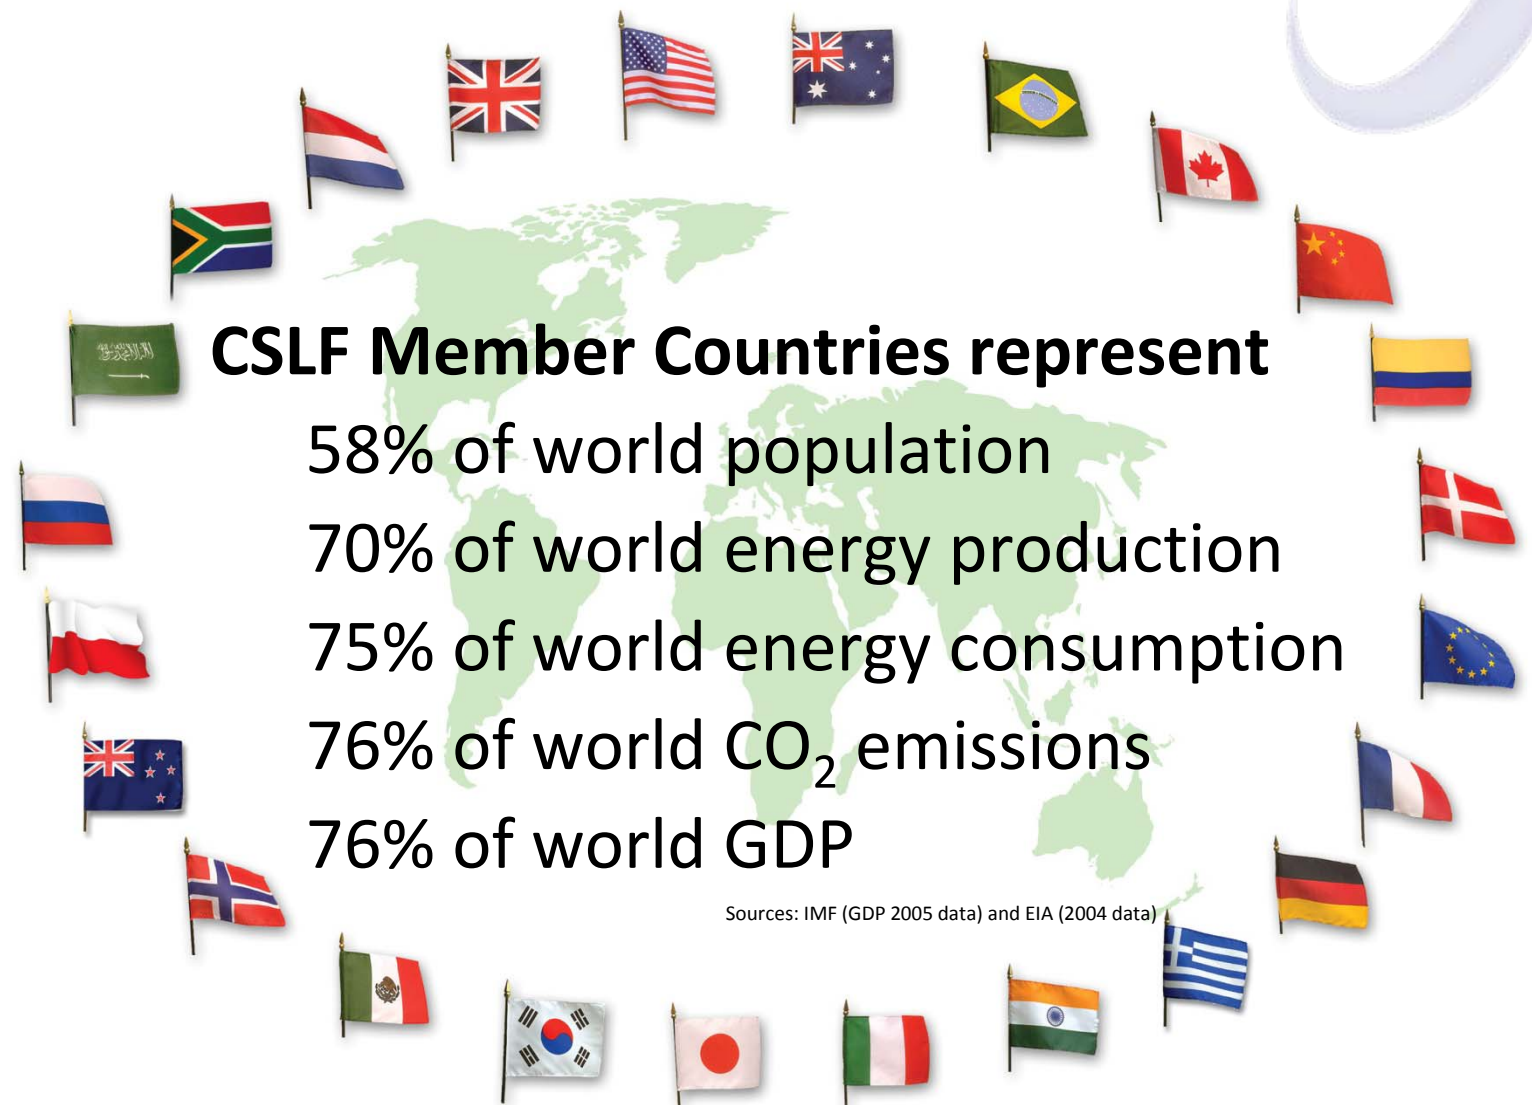 CSLF Member Countries represent
58% of world population
70% of world energy production
75% of world energy consumption
76% of world CO₂ emissions
76% of world GDP
Sources: IMF (GDP 2005 data) and EIA (2004 data)